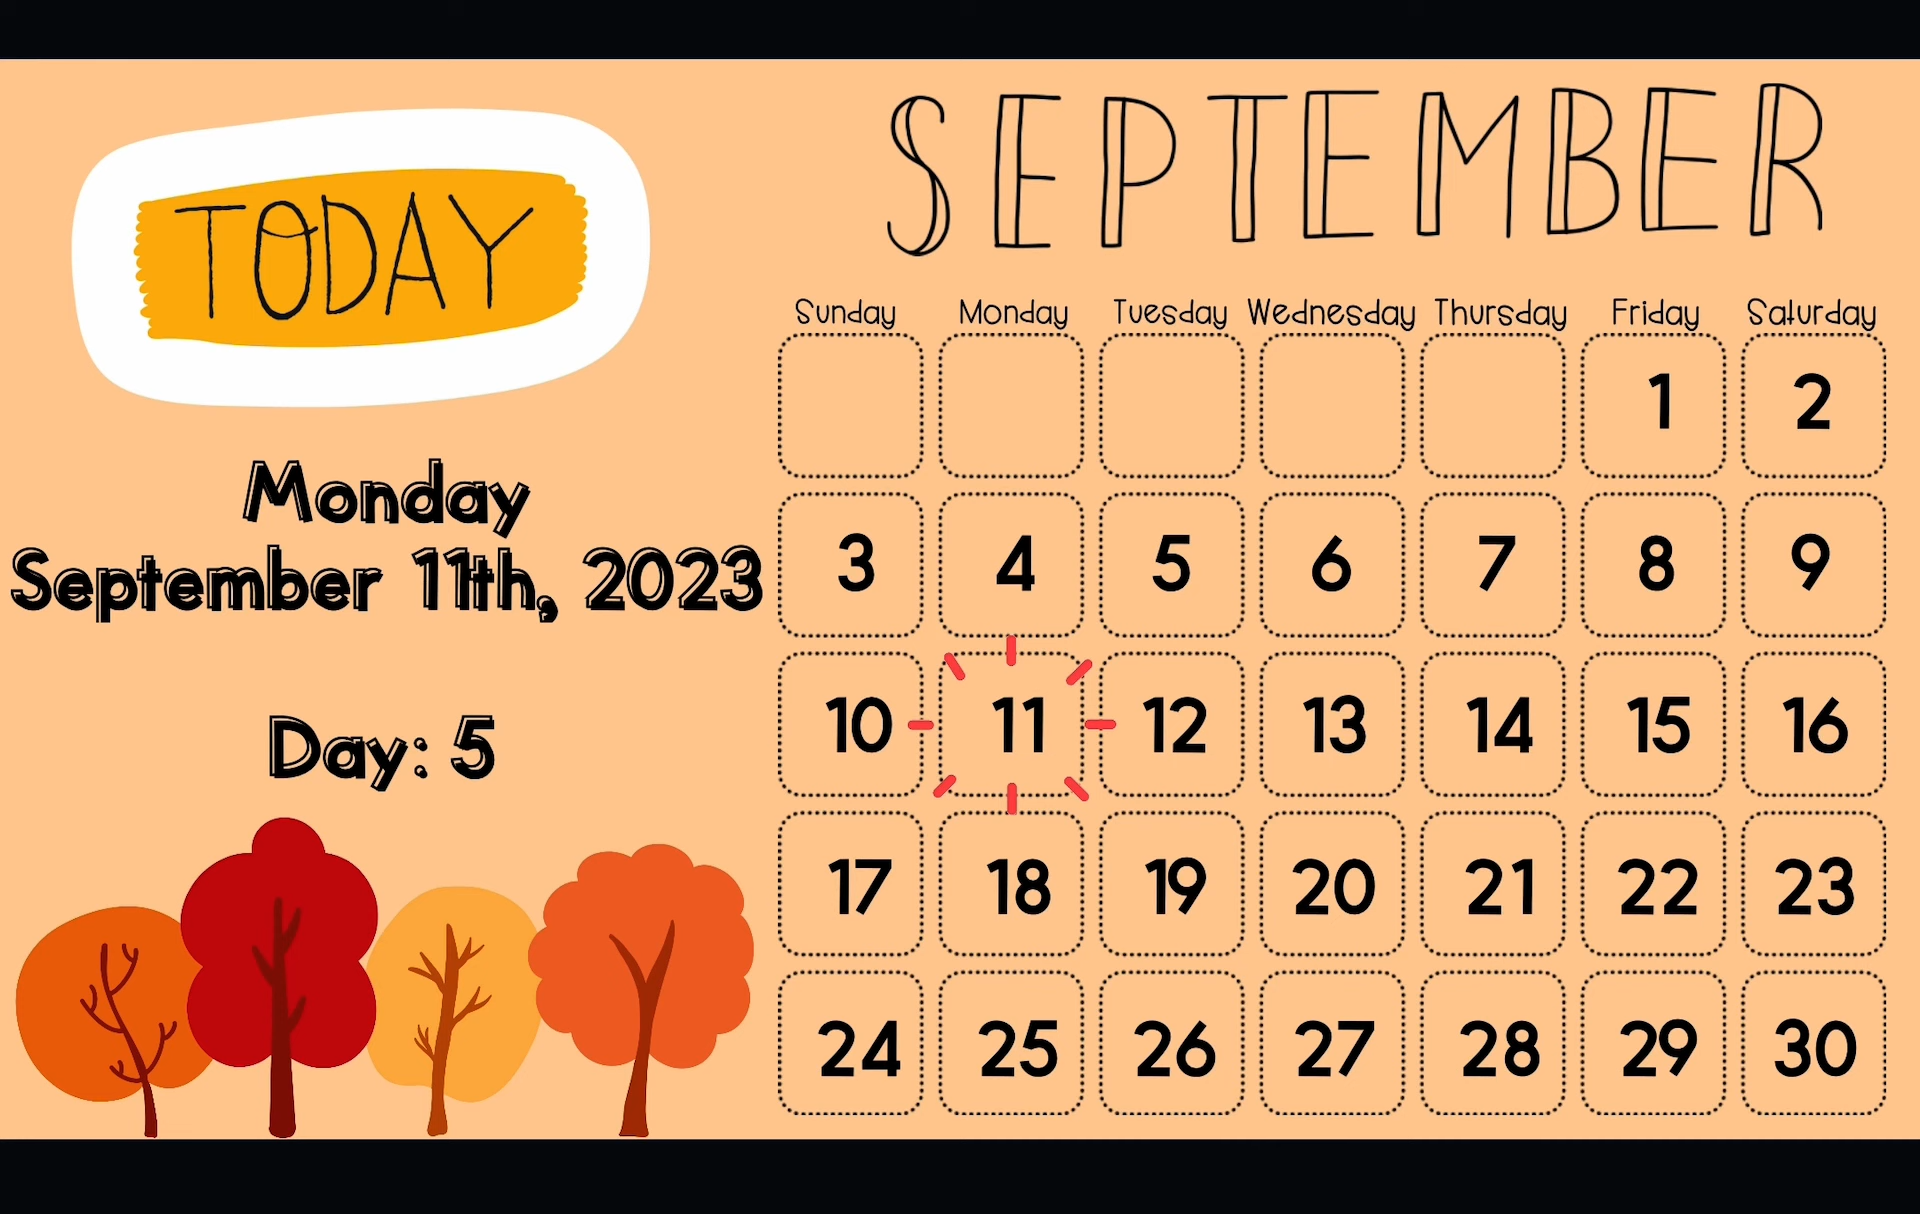 TODAY
Monday
September 11th, 2023
Day: 5
SEPTEMBER
Sunday Monday Tuesday Wednesday Thursday Friday Saturday
1 2
3 4 5 6 7 8 9
10 11 12 13 14 15 16
17 18 19 20 21 22 23
24 25 26 27 28 29 30